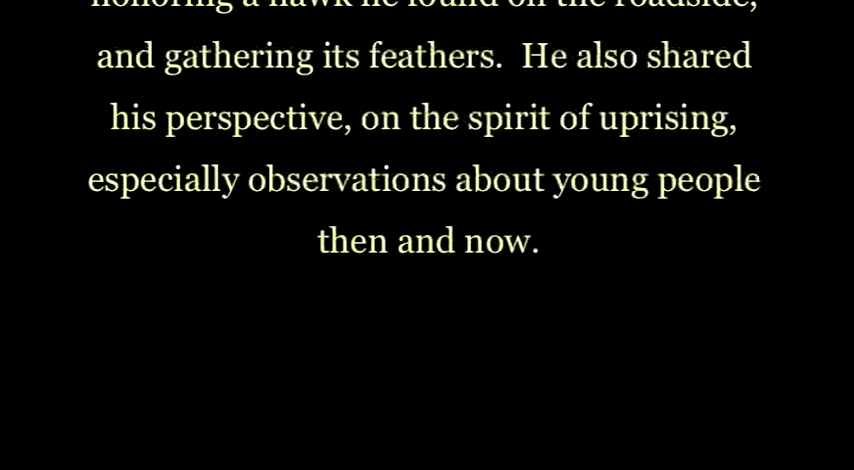 honoring a hawk he found on the roadside,
and gathering its feathers.  He also shared
his perspective, on the spirit of uprising,
especially observations about young people
then and now.